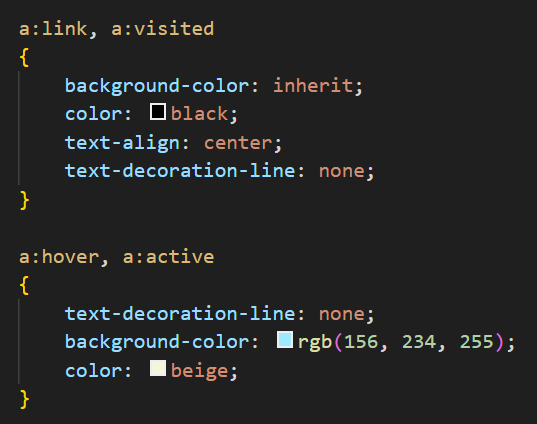 a:link, a:visited
{
    background-color: inherit;
    color: black;
    text-align: center;
    text-decoration-line: none;
}

a:hover, a:active
{
    text-decoration-line: none;
    background-color: rgb(156, 234, 255);
    color: beige;
}